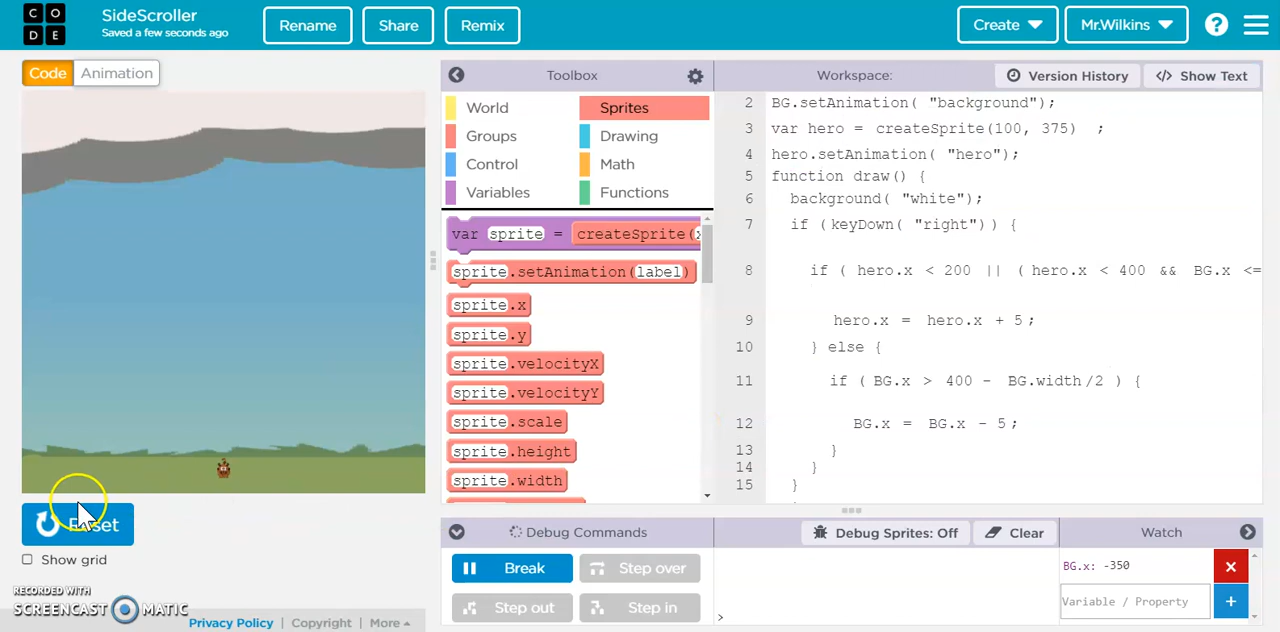 C O
D E
SideScroller
Saved a few seconds ago
Rename
Share
Remix
Create
Mr.Wilkins
?
Code
Animation
Toolbox
Workspace:
Version History
</> Show Text
World
Sprites
Groups
Drawing
Control
Math
Variables
Functions
var sprite = createSprite(x
sprite.setAnimation(label)
sprite.x
sprite.y
sprite.velocityX
sprite.velocityY
sprite.scale
sprite.height
sprite.width
2 BG.setAnimation( "background");
3 var hero = createSprite(100, 375) ;
4 hero.setAnimation( "hero");
5 function draw() {
6 background( "white");
7 if (keyDown( "right")) {
8 if ( hero.x < 200 || ( hero.x < 400 && BG.x <=
9 hero.x = hero.x + 5 ;
10 } else {
11 if ( BG.x > 400 - BG.width /2 ) {
12 BG.x = BG.x - 5 ;
13 }
14 }
15 }
Reset
Show grid
RECORDED WITH
SCREENCAST MATIC
Privacy Policy | Copyright | More
Debug Commands
Debug Sprites: Off
Clear
Watch
Break
Step over
Step out
Step in
>
BG.x: -350
Variable / Property